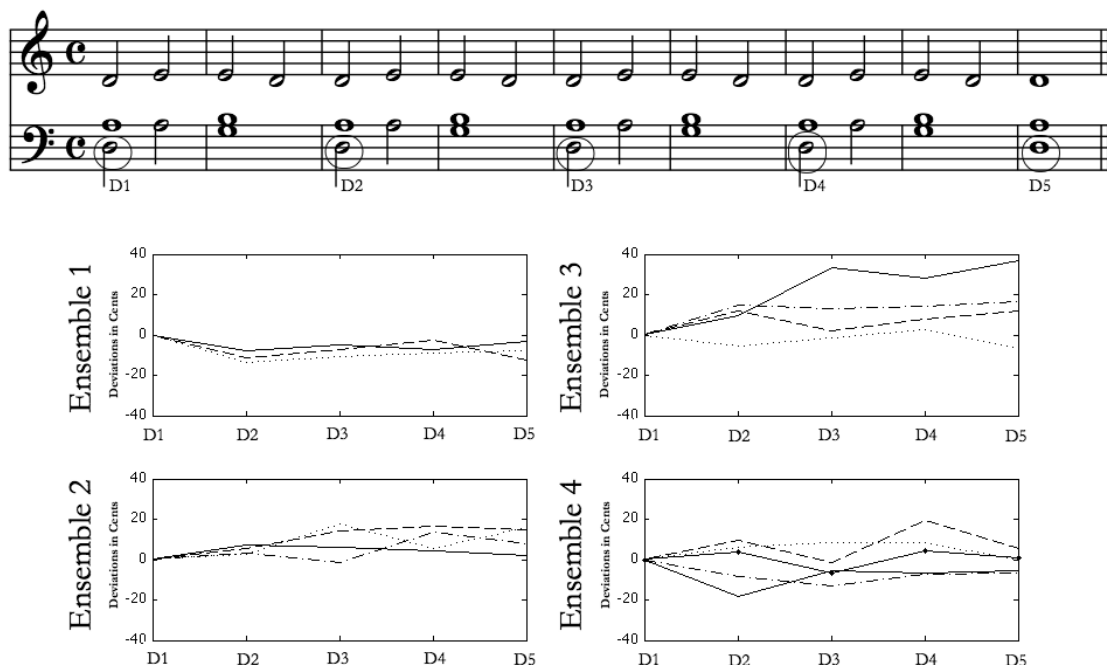 D1 D2 D3 D4 D5
Ensemble 1
Deviations in Cents
40
20
0
-20
-40
D1 D2 D3 D4 D5
Ensemble 3
Deviations in Cents
40
20
0
-20
-40
D1 D2 D3 D4 D5
Ensemble 2
Deviations in Cents
40
20
0
-20
-40
D1 D2 D3 D4 D5
Ensemble 4
Deviations in Cents
40
20
0
-20
-40
D1 D2 D3 D4 D5